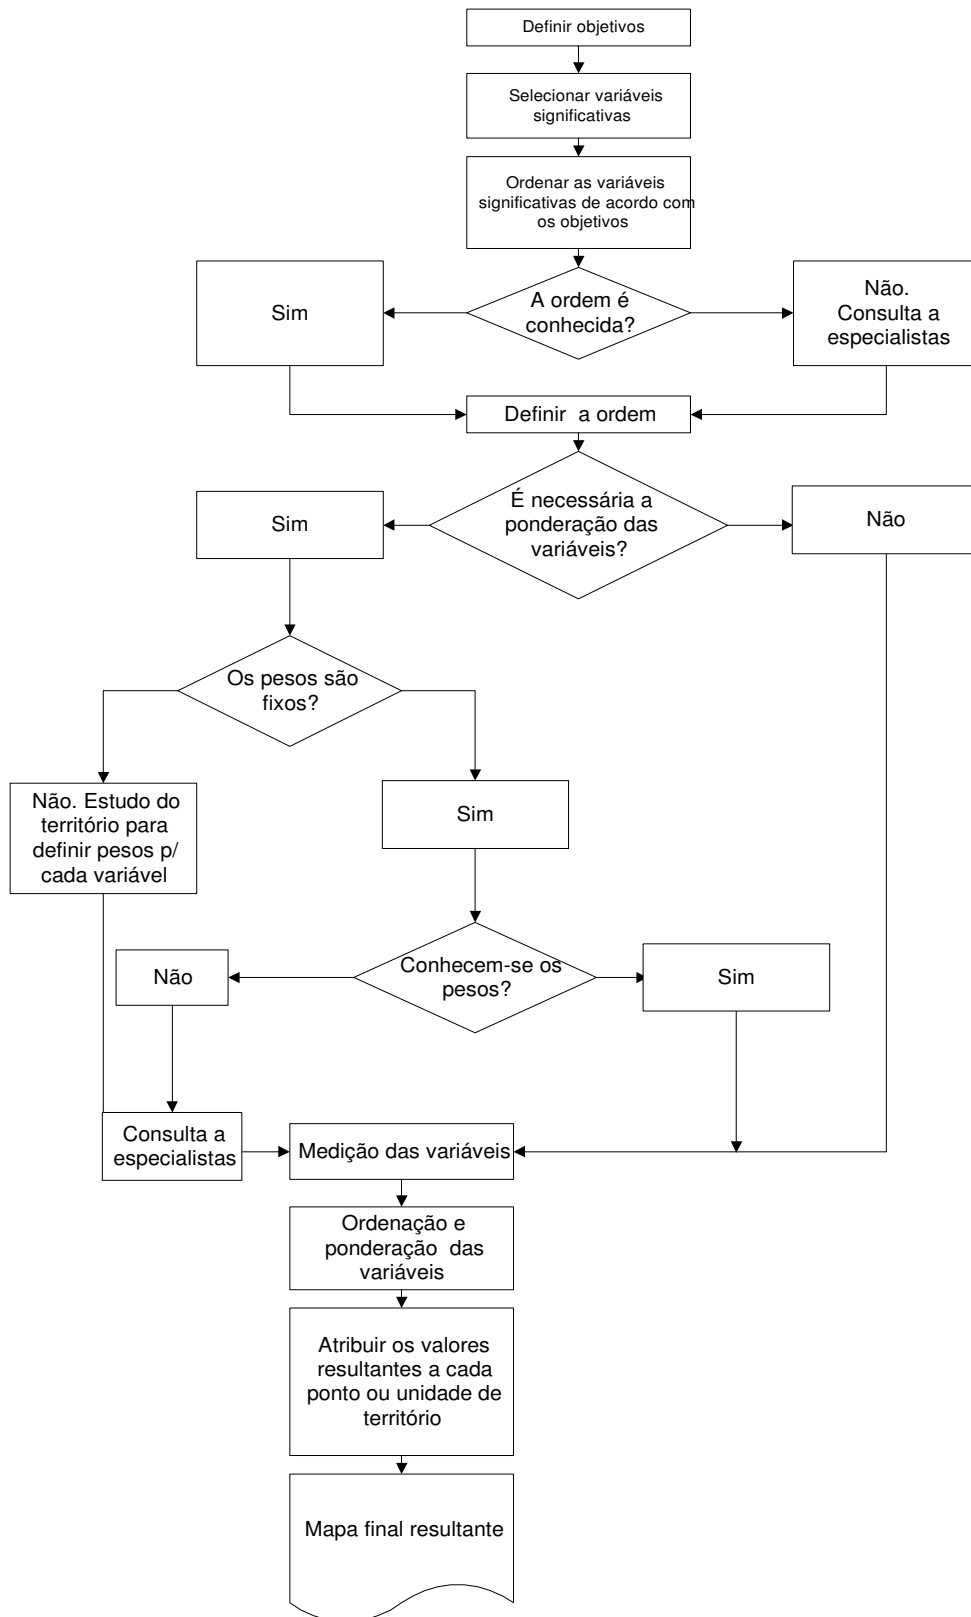 Definir objetivos
Selecionar variáveis
significativas
Ordenar as variáveis
significativas de acordo com
os objetivos
Sim
A ordem é
conhecida?
Não.
Consulta a
especialistas
Definir a ordem
Sim
É necessária a
ponderação das
variáveis?
Não
Os pesos são
fixos?
Não. Estudo do
território para
definir pesos p/
cada variável
Sim
Não
Conhecem-se os
pesos?
Sim
Consulta a
especialistas
Medição das variáveis
Ordenação e
ponderação das
variáveis
Atribuir os valores
resultantes a cada
ponto ou unidade de
território
Mapa final resultante